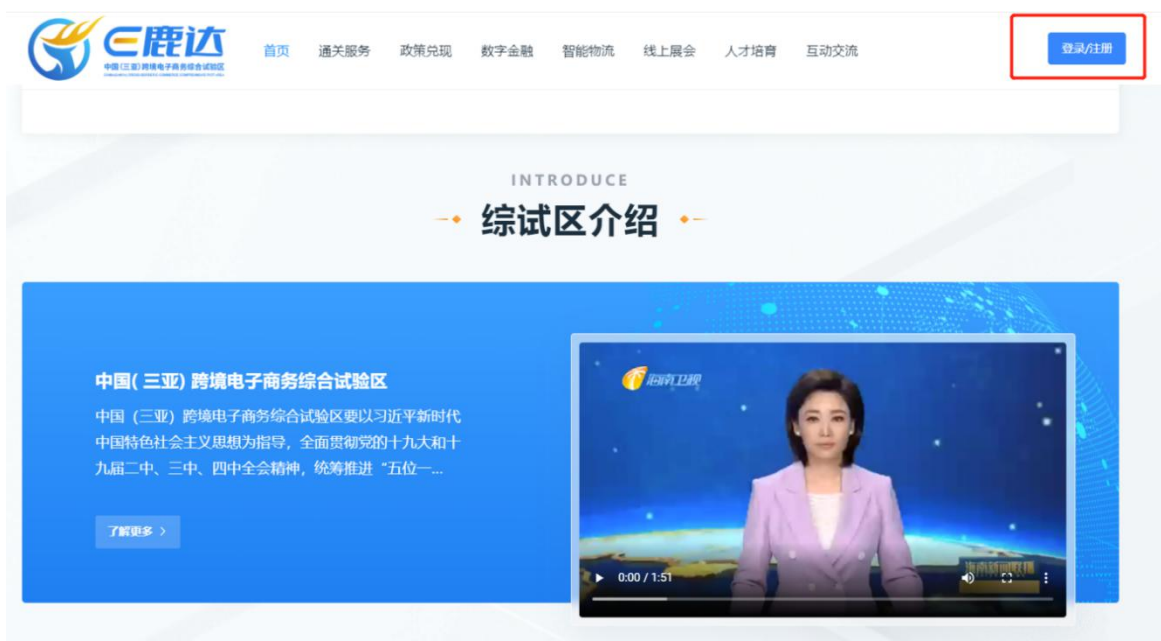 E鹿达
中国(三亚)跨境电子商务综合试验区
首页 通关服务 政策兑现 数字金融 智能物流 线上展会 人才培育 互动交流 登录/注册
INTRODUCE
综试区介绍
中国( 三亚) 跨境电子商务综合试验区
中国（三亚）跨境电子商务综合试验区要以习近平新时代
中国特色社会主义思想为指导，全面贯彻党的十九大和十
九届二中、三中、四中全会精神，统筹推进“五位一...
了解更多 >
海南卫视
海南新闻联播
0:00 / 1:51